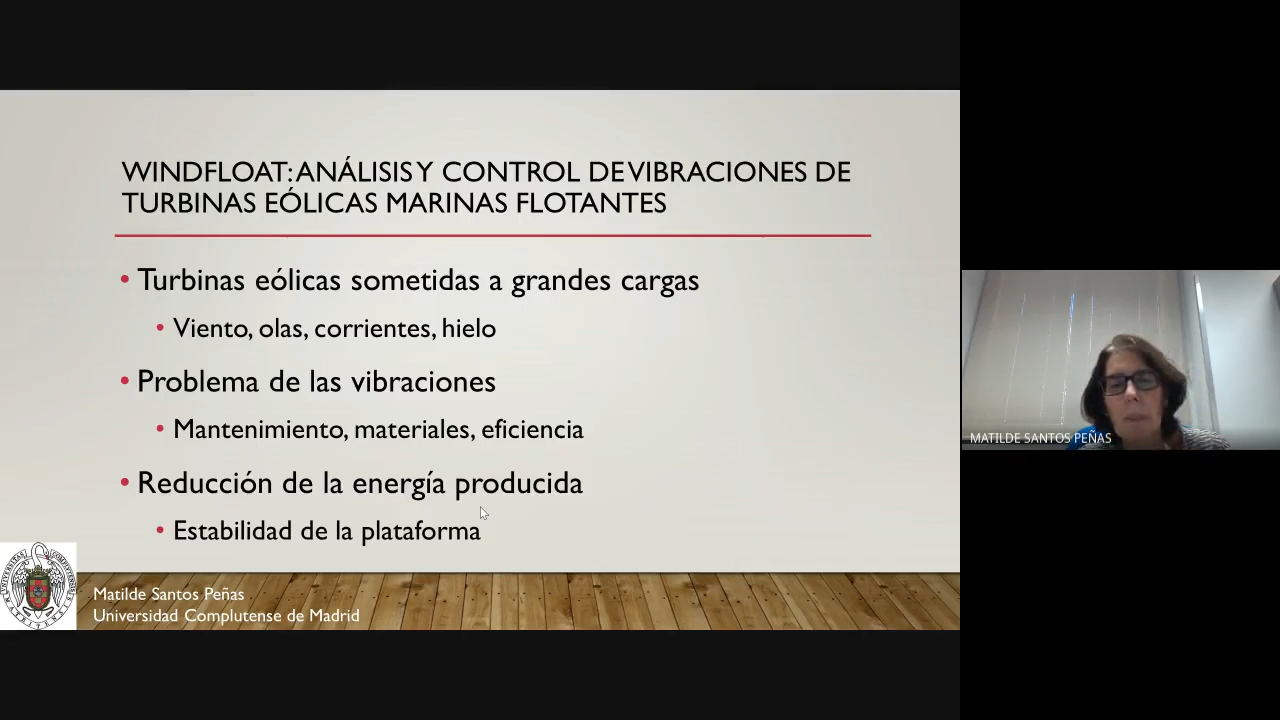 WINDFLOAT: ANÁLISIS Y CONTROL DE VIBRACIONES DE
TURBINAS EÓLICAS MARINAS FLOTANTES
• Turbinas eólicas sometidas a grandes cargas
• Viento, olas, corrientes, hielo
• Problema de las vibraciones
• Mantenimiento, materiales, eficiencia
• Reducción de la energía producida
• Estabilidad de la plataforma
Matilde Santos Peñas
Universidad Complutense de Madrid
MATILDE SANTOS PEÑAS